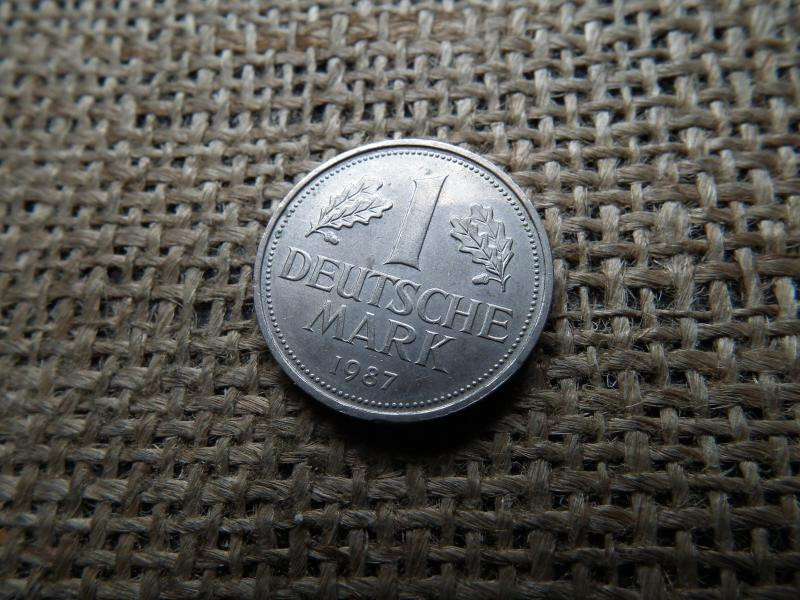 1
DEUTSCHE
MARK
1987